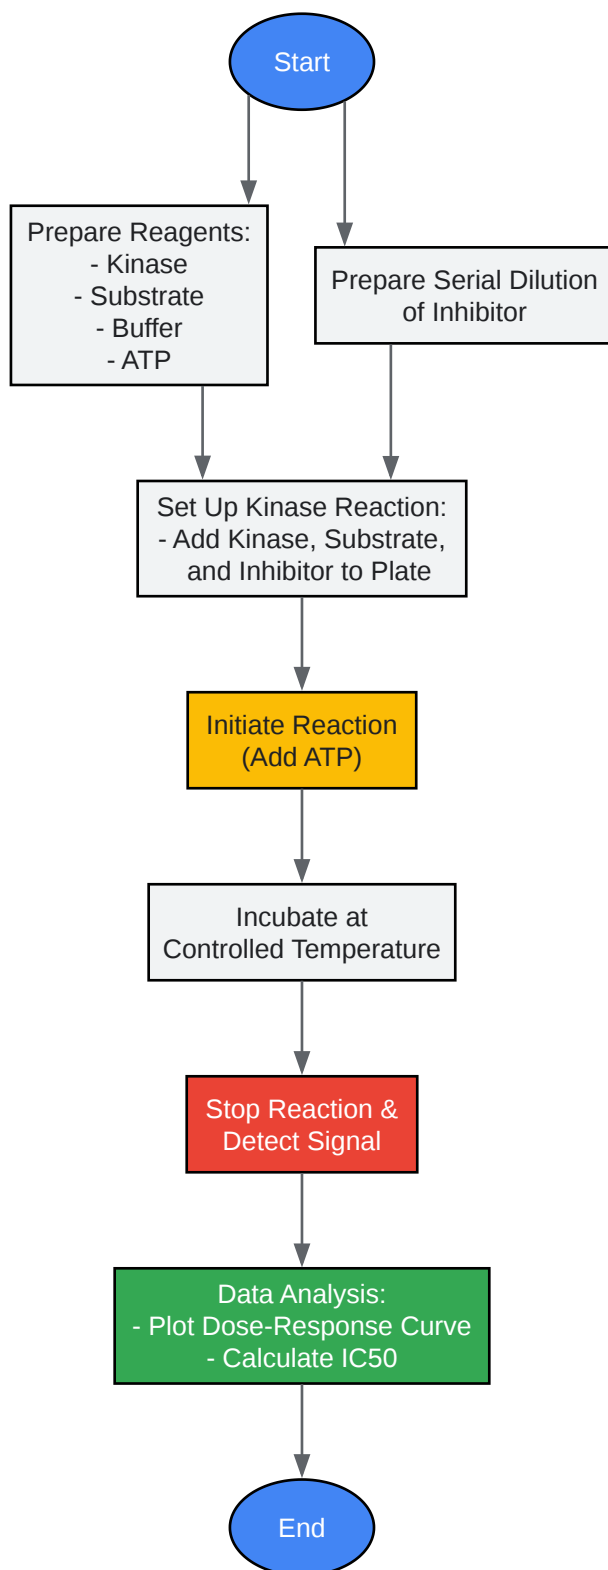 Start
Prepare Reagents:
- Kinase
- Substrate
- Buffer
- ATP
Prepare Serial Dilution
of Inhibitor
Set Up Kinase Reaction:
- Add Kinase, Substrate,
and Inhibitor to Plate
Initiate Reaction
(Add ATP)
Incubate at
Controlled Temperature
Stop Reaction &
Detect Signal
Data Analysis:
- Plot Dose-Response Curve
- Calculate IC50
End